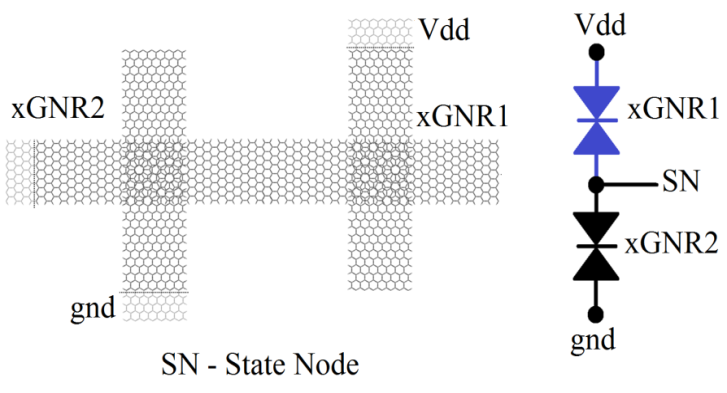 Vdd
xGNR2
xGNR1
gnd
SN - State Node
Vdd
xGNR1
SN
xGNR2
gnd